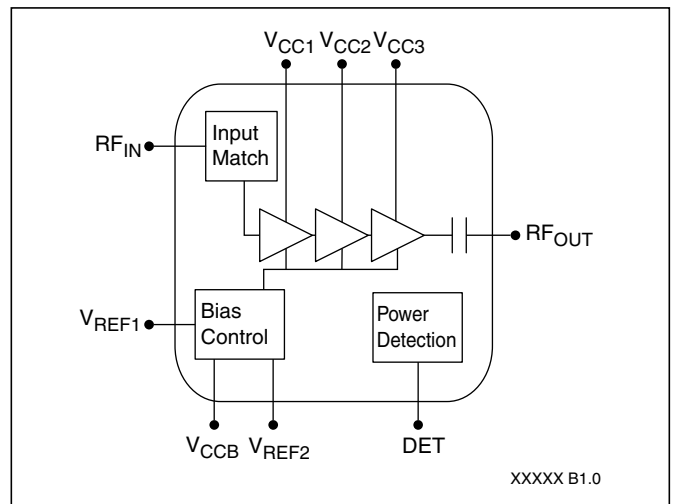 VCC1 VCC2 VCC3
RFIN
Input
Match
RFOUT
VREF1
Bias
Control
Power
Detection
VCCB VREF2
DET
XXXXX B1.0